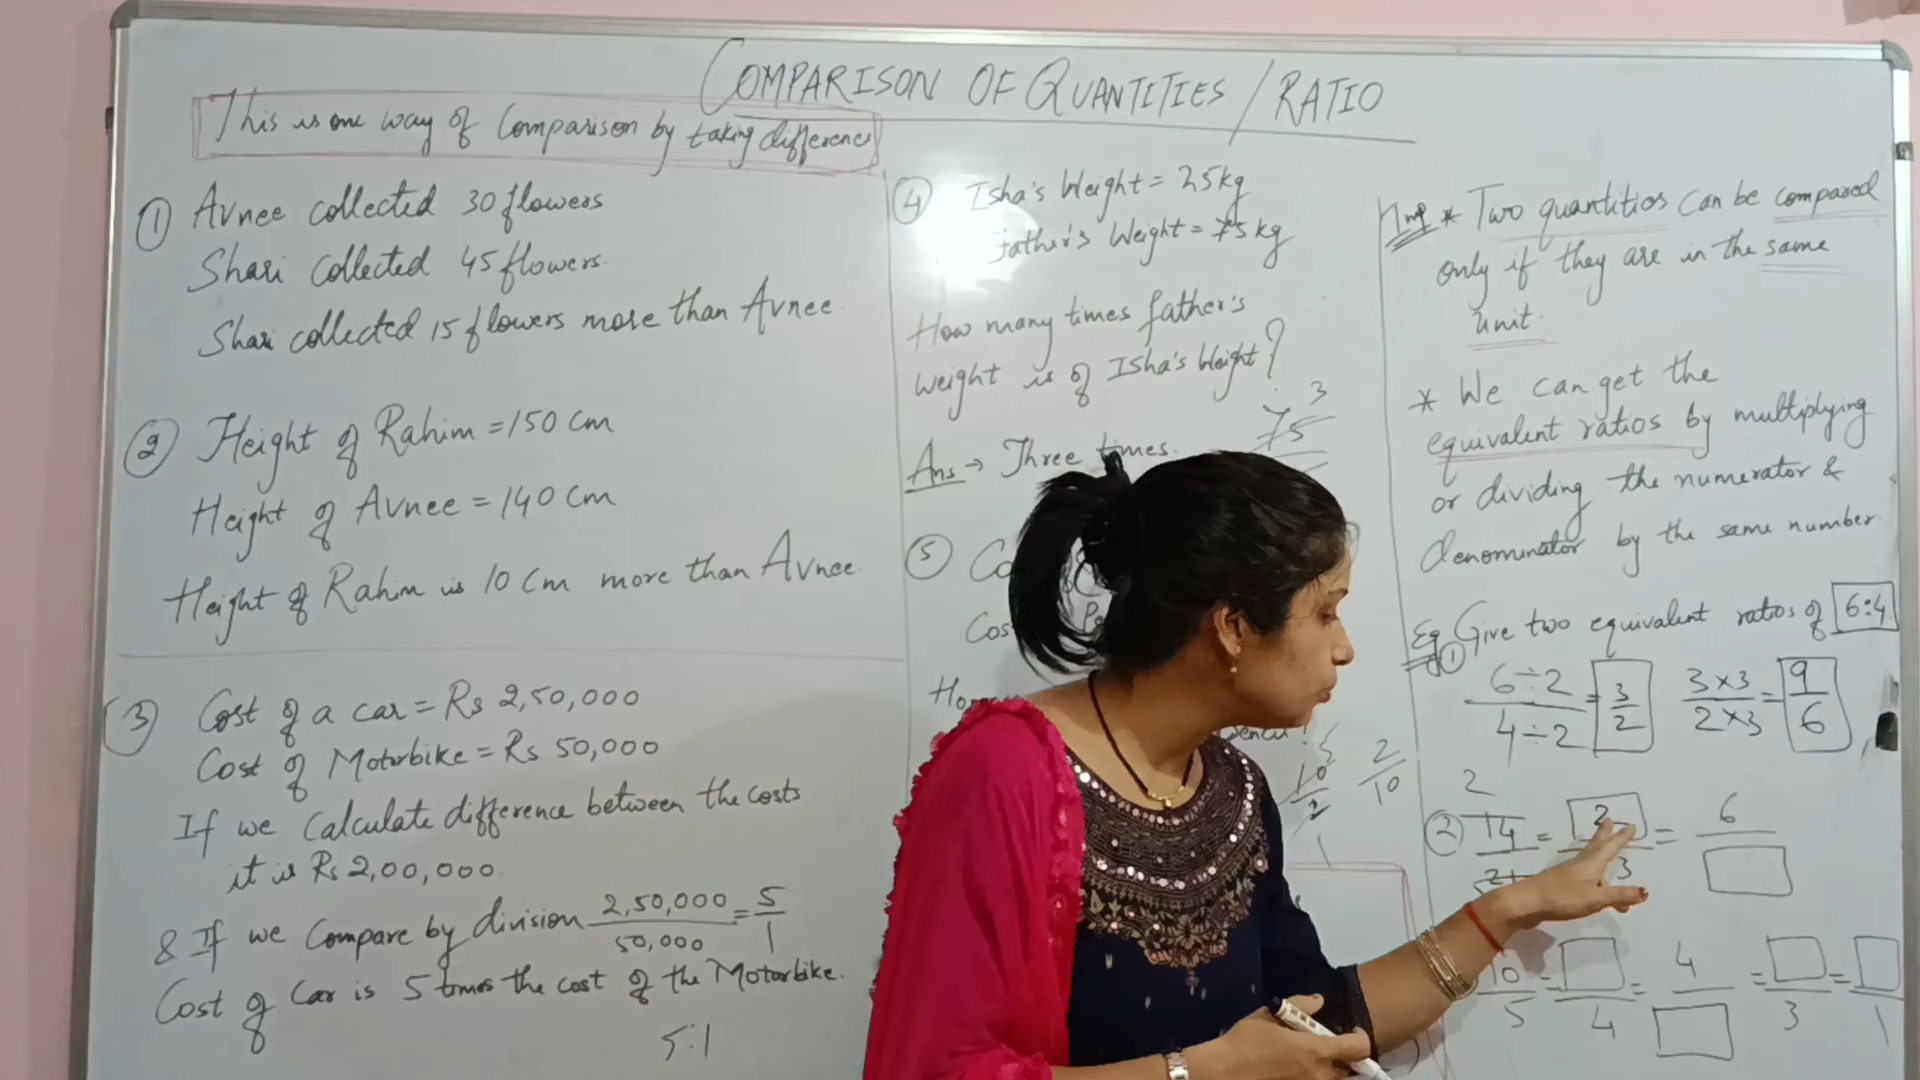 COMPARISON OF QUANTITIES / RATIO
This is one way of Comparison by taking difference
① Avnee collected 30 flowers
Shari collected 45 flowers.
Shari collected 15 flowers more than Avnee.
② Height of Rahim = 150 cm
Height of Avnee = 140 cm
Height of Rahim is 10 cm more than Avnee.
③ Cost of a car = Rs 2,50,000
Cost of Motorbike = Rs 50,000
If we calculate difference between the costs
it is Rs 2,00,000.
& If we compare by division 2,50,000/50,000 = 5/1
Cost of Car is 5 times the cost of the Motorbike.
5:1
④ Isha's Weight = 25 kg
Father's Weight = 75 kg
How many times father's
weight is of Isha's Weight?
Ans → Three times.
3
75
⑤ Co
Cos Pe
How
Pencil?
5
10/2 2/10
1
Imp * Two quantities can be compared
only if they are in the same
unit.
* We can get the
equivalent ratios by multiplying
or dividing the numerator &
denominator by the same number.
Eg ① Give two equivalent ratios of 6:4
6÷2/4÷2 = 3/2 3×3/2×3 = 9/6
2
② 14/21 = 2/3 = 6/□
10/5 = □/4 = 4/□ = □/3 = □/1